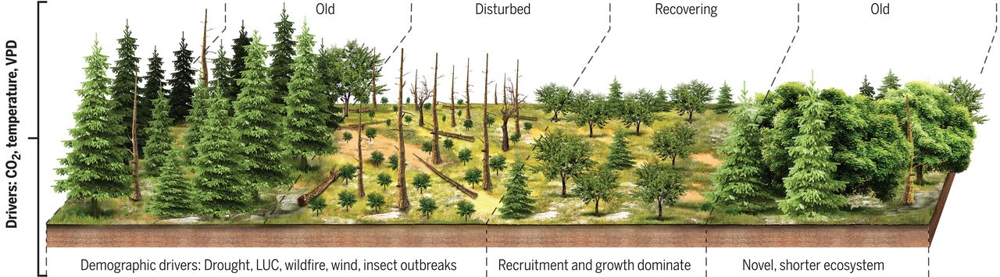 Old
Disturbed
Recovering
Old
Drivers: CO₂, temperature, VPD
Demographic drivers: Drought, LUC, wildfire, wind, insect outbreaks
Recruitment and growth dominate
Novel, shorter ecosystem